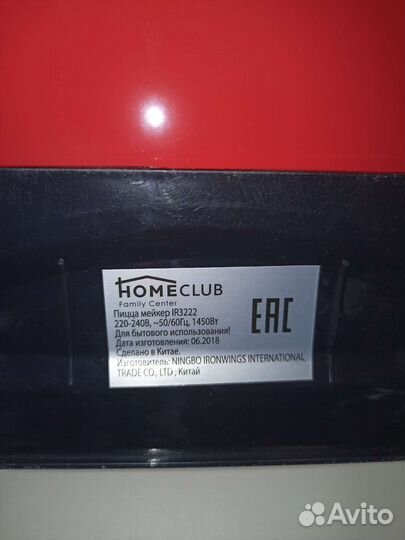 HOMECLUB
Family Center
Пицца мейкер IR3222
220-240В, ~50/60Гц, 1450Вт
Для бытового использования!
Дата изготовления: 06.2018
Сделано в Китае.
Изготовитель: NINGBO IRONWINGS INTERNATIONAL
TRADE CO., LTD , Китай
EAC
Avito